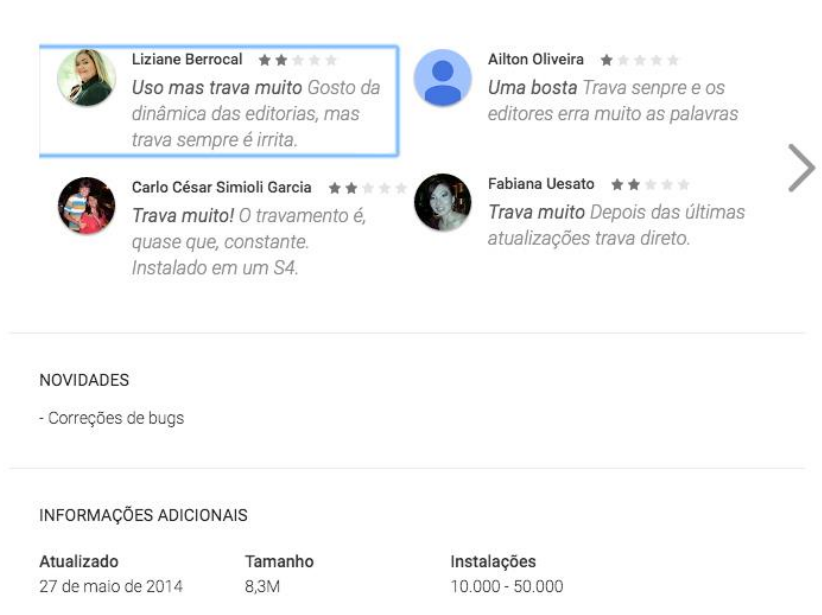 Liziane Berrocal
Uso mas trava muito Gosto da
dinâmica das editorias, mas
trava sempre é irrita.
Ailton Oliveira
Uma bosta Trava senpre e os
editores erra muito as palavras
Carlo César Simioli Garcia
Trava muito! O travamento é,
quase que, constante.
Instalado em um S4.
Fabiana Uesato
Trava muito Depois das últimas
atualizações trava direto.
NOVIDADES
- Correções de bugs
INFORMAÇÕES ADICIONAIS
Atualizado
27 de maio de 2014
Tamanho
8,3M
Instalações
10.000 - 50.000